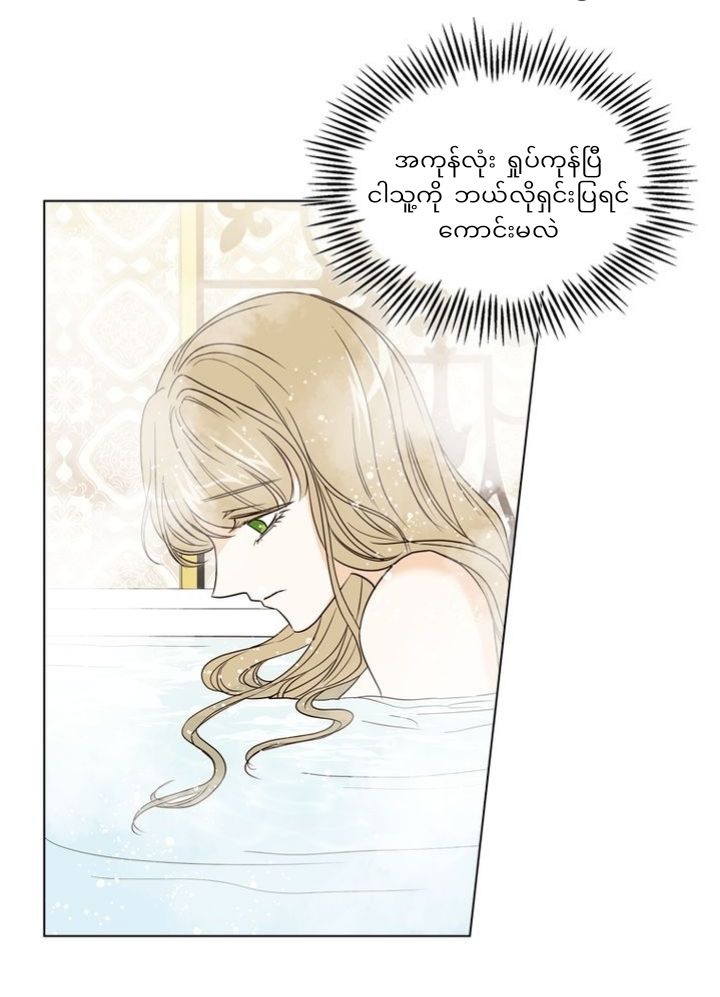 အကုန်လုံး ရှုပ်ကုန်ပြီ
ငါသူ့ကို ဘယ်လိုရှင်းပြရင်
ကောင်းမလဲ